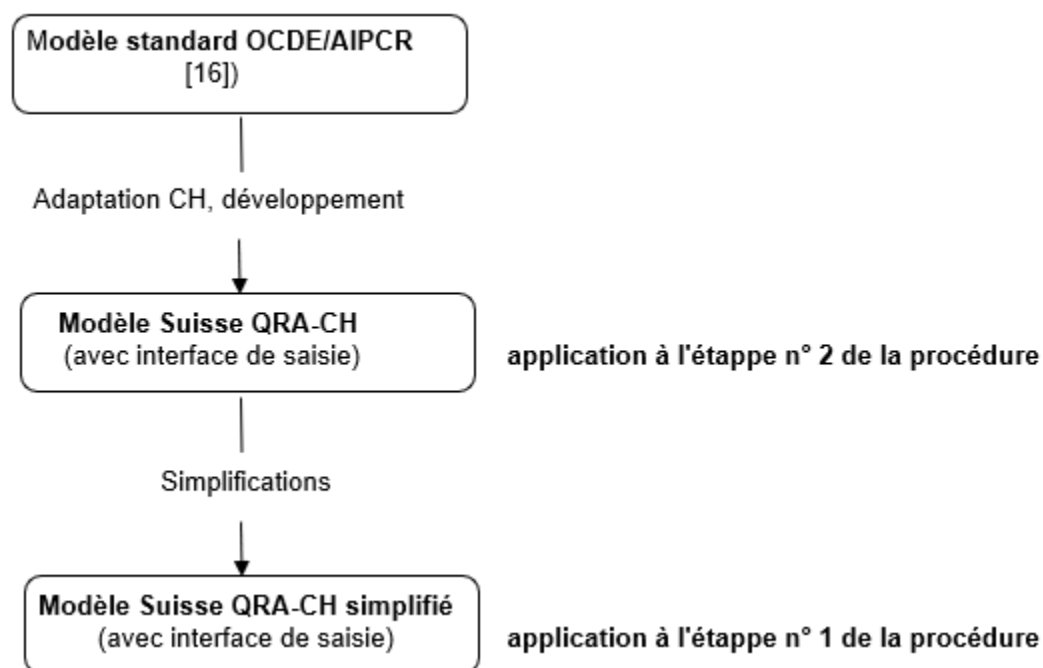 Modèle standard OCDE/AIPCR
[16])
Adaptation CH, développement
Modèle Suisse QRA-CH
(avec interface de saisie)
application à l'étappe n° 2 de la procédure
Simplifications
Modèle Suisse QRA-CH simplifié
(avec interface de saisie)
application à l'étappe n° 1 de la procédure